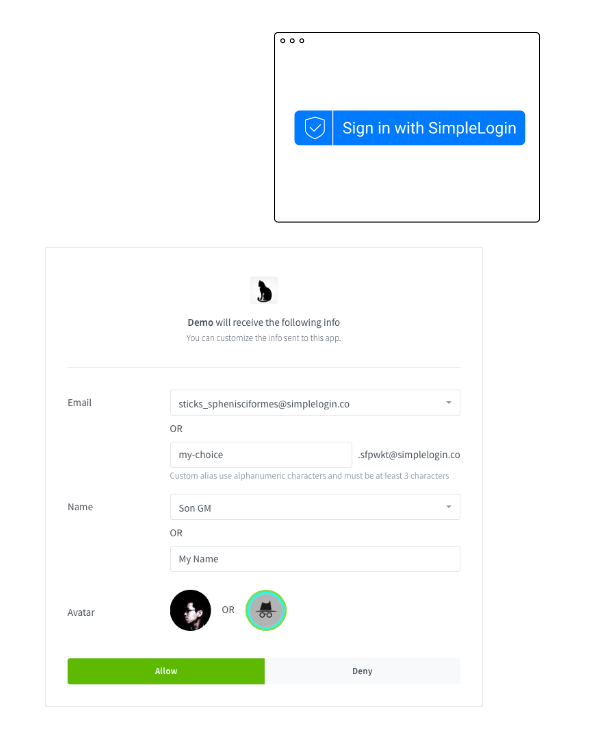 Sign in with SimpleLogin
Demo will receive the following info
You can customize the info sent to this app.
Email
sticks_sphenisciformes@simplelogin.co
OR
my-choice
.sfpwkt@simplelogin.co
Custom alias use alphanumeric characters and must be at least 3 characters
Name
Son GM
OR
My Name
Avatar
OR
Allow
Deny